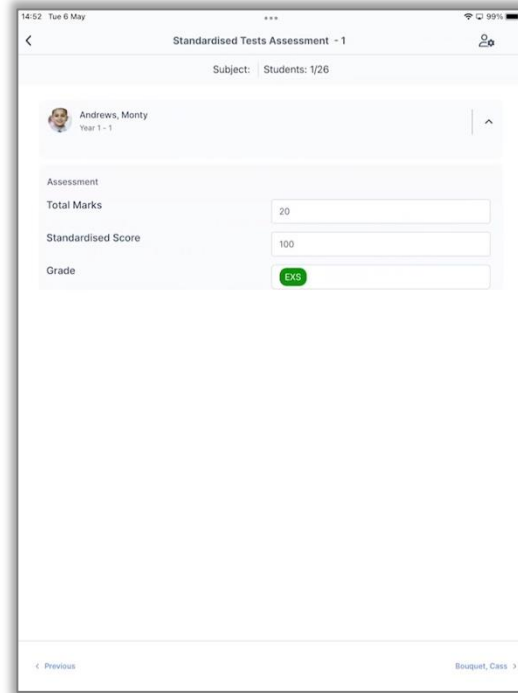 14:52 Tue 6 May 99%
Standardised Tests Assessment - 1
Subject: Students: 1/26
Andrews, Monty
Year 1 - 1
Assessment
Total Marks 20
Standardised Score 100
Grade EXS
Previous Bouquet, Cass